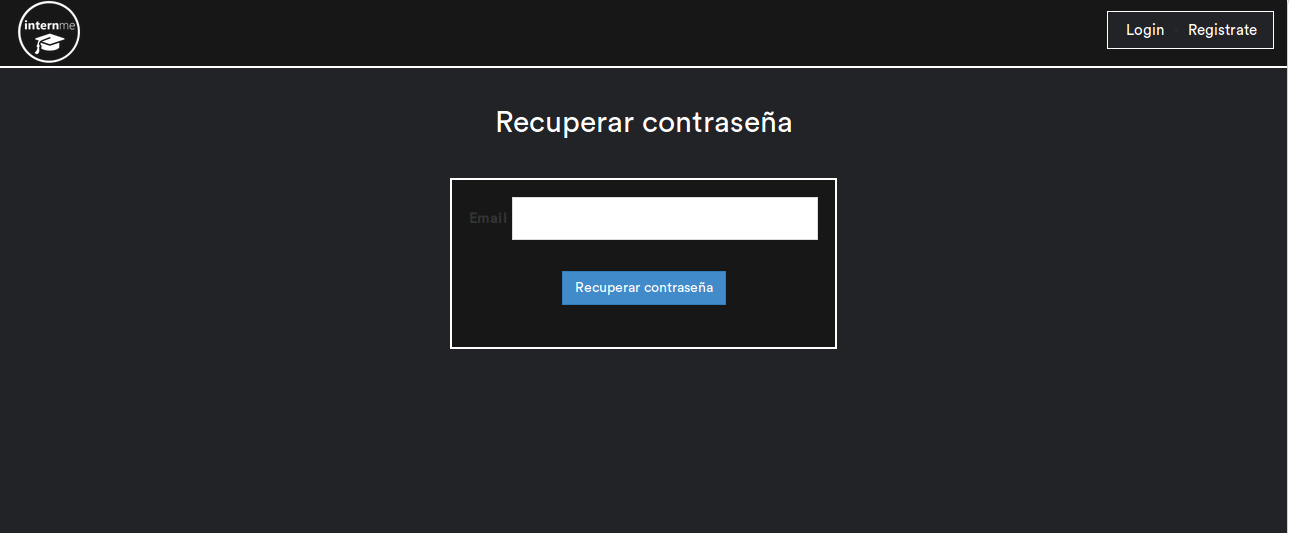 internme
Login Registrate
Recuperar contraseña
Email
Recuperar contraseña